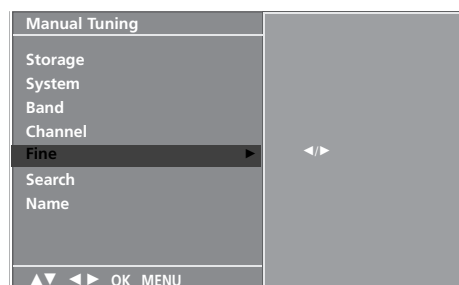 Manual Tuning
Storage
System
Band
Channel
Fine ► ◄/►
Search
Name
▲▼ ◄► OK MENU